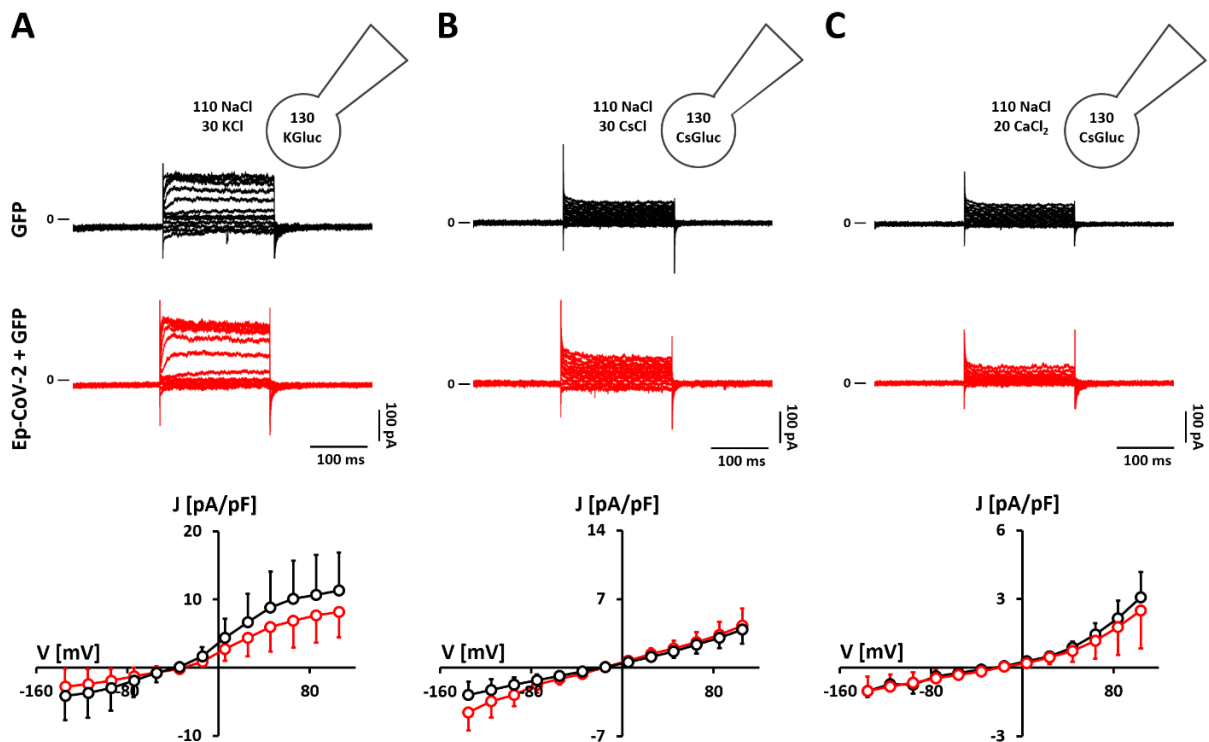 A
B
C
110 NaCl
30 KCl
130
KGluc
110 NaCl
30 CsCl
130
CsGluc
110 NaCl
20 CaCl₂
130
CsGluc
GFP
0
0
0
Ep-CoV-2 + GFP
0
0
0
100 pA
100 ms
100 pA
100 ms
100 pA
100 ms
J [pA/pF]
20
10
V [mV]
-160
-80
80
-10
J [pA/pF]
14
7
V [mV]
-160
-80
80
-7
J [pA/pF]
6
3
V [mV]
-160
-80
80
-3